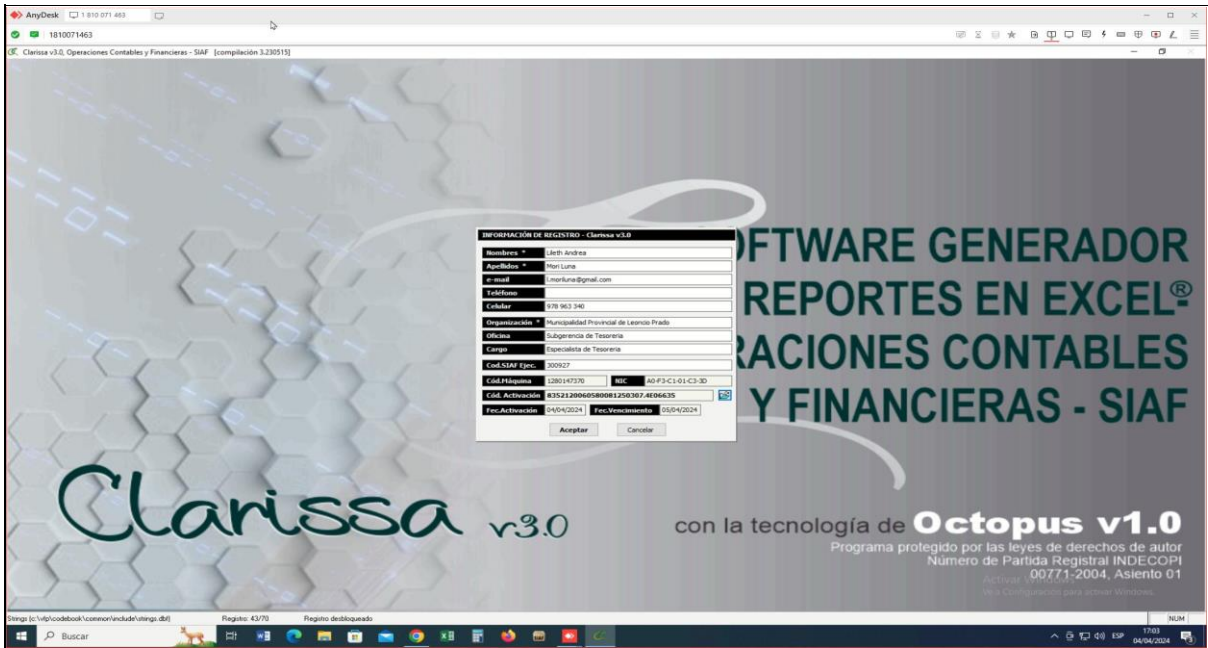 AnyDesk 1 810 071 463
1810071463
Clarissa v3.0, Operaciones Contables y Financieras - SIAF [compilación 3.230515]
INFORMACIÓN DE REGISTRO - Clarissa v3.0
Nombres * Lileth Andrea
Apellidos * Mori Luna
e-mail l.moriluna@gmail.com
Teléfono
Celular 978 963 340
Organización * Municipalidad Provincial de Leoncio Prado
Oficina Subgerencia de Tesoreria
Cargo Especialista de Tesoreria
Cod.SIAF Ejec. 300927
Cód.Máquina 1280147370 NIC A0-F3-C1-01-C3-3D
Cód. Activación 8352120060580081250307.4E06635
Fec.Activación 04/04/2024 Fec.Vencimiento 05/04/2024
Aceptar Cancelar
OFTWARE GENERADOR
REPORTES EN EXCEL®
RACIONES CONTABLES
Y FINANCIERAS - SIAF
Clarissa v3.0
con la tecnología de Octopus v1.0
Programa protegido por las leyes de derechos de autor
Número de Partida Registral INDECOPI
00771-2004, Asiento 01
Activar Windows
Ve a Configuración para activar Windows.
Strings (c:\vfp\codebook\common\include\strings.dbf) Registro: 43/70 Registro desbloqueado NUM
Buscar
ESP 17:03
04/04/2024